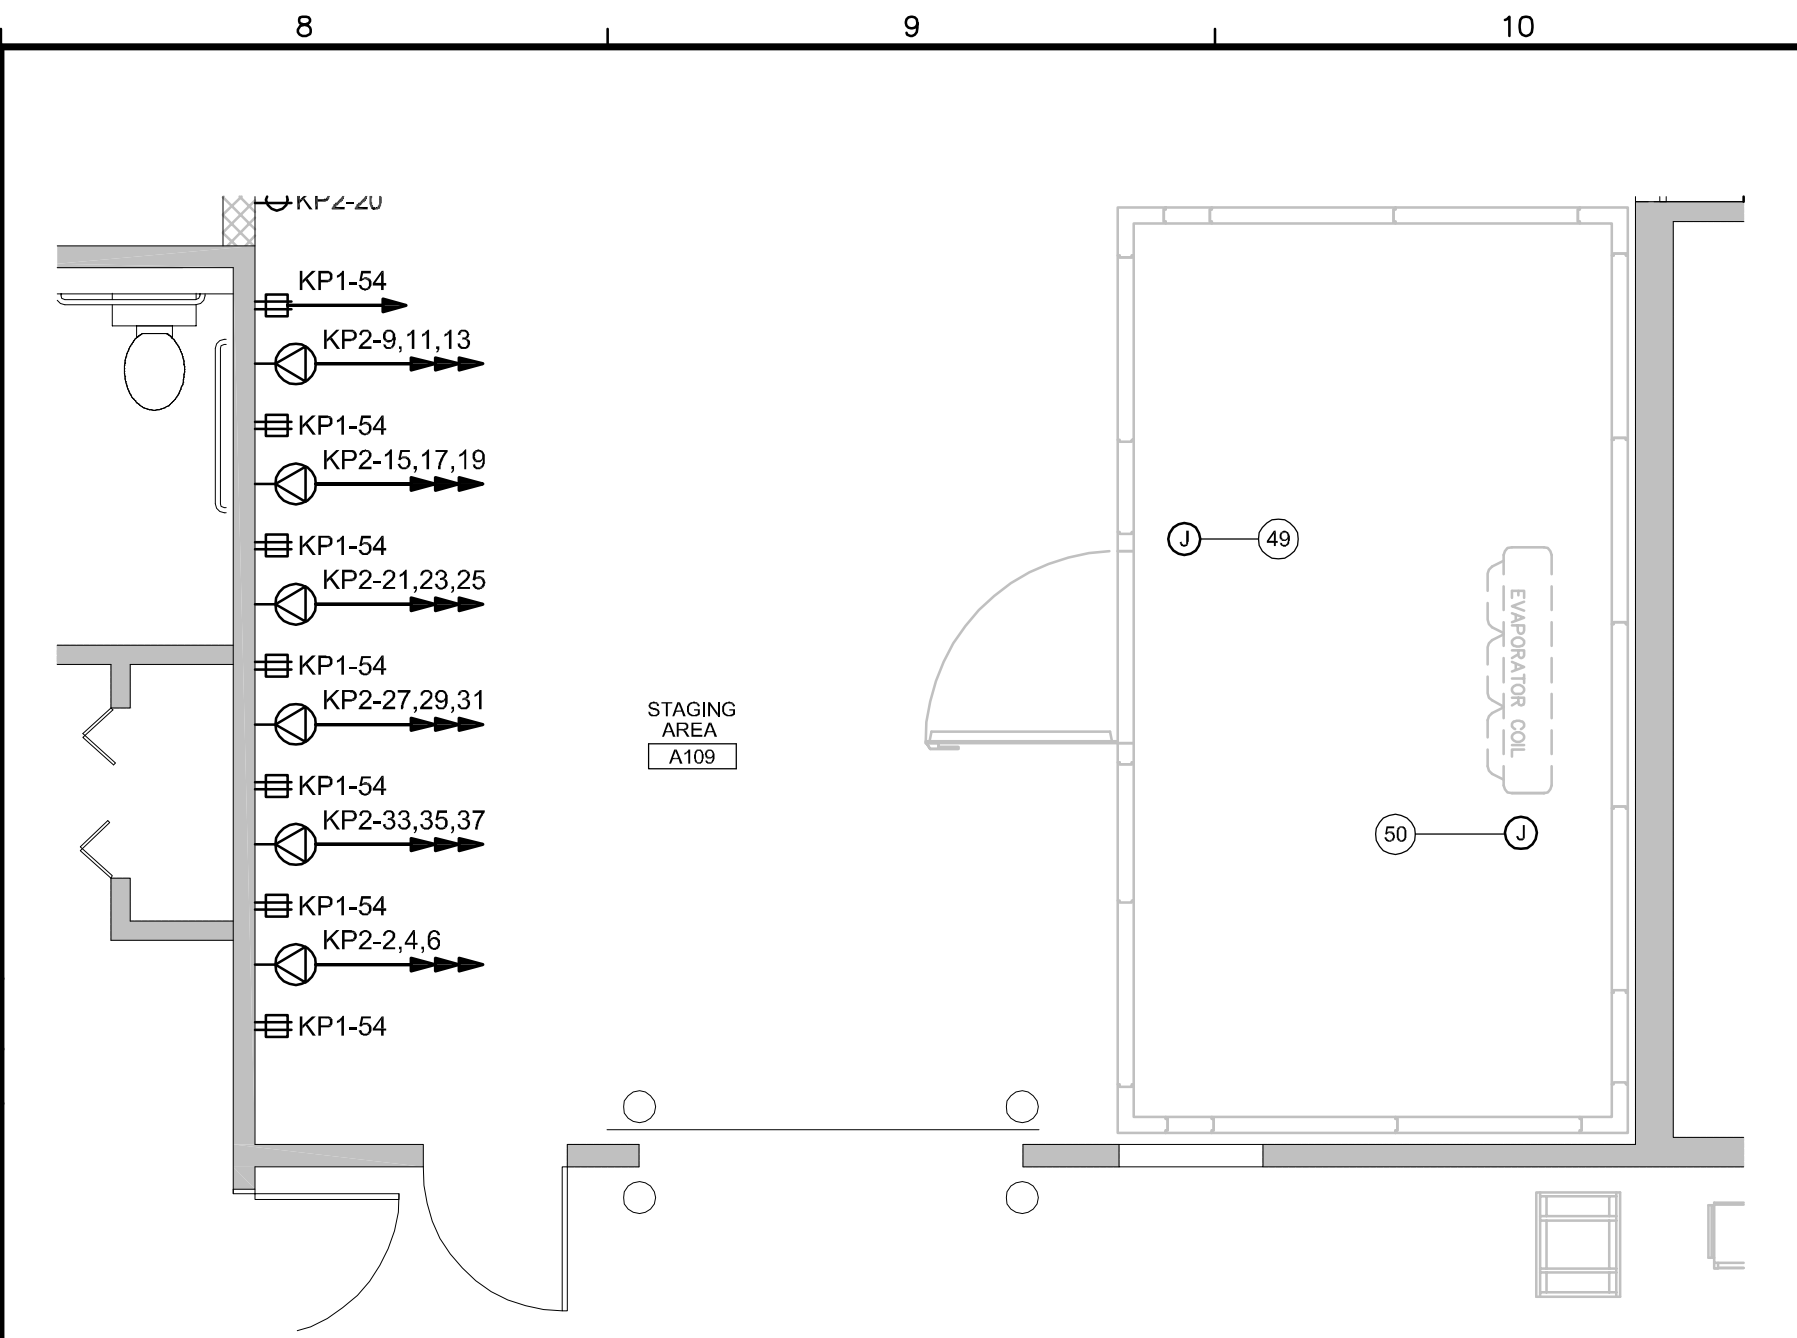 8
9
10
KP2-20
KP1-54
KP2-9,11,13
KP1-54
KP2-15,17,19
KP1-54
KP2-21,23,25
KP1-54
KP2-27,29,31
KP1-54
KP2-33,35,37
KP1-54
KP2-2,4,6
KP1-54
STAGING
AREA
A109
J
49
EVAPORATOR COIL
50
J